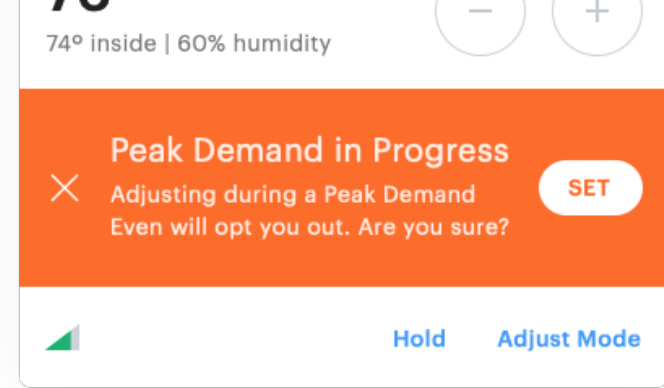 74° inside | 60% humidity
Peak Demand in Progress
Adjusting during a Peak Demand
Even will opt you out. Are you sure?
SET
Hold
Adjust Mode